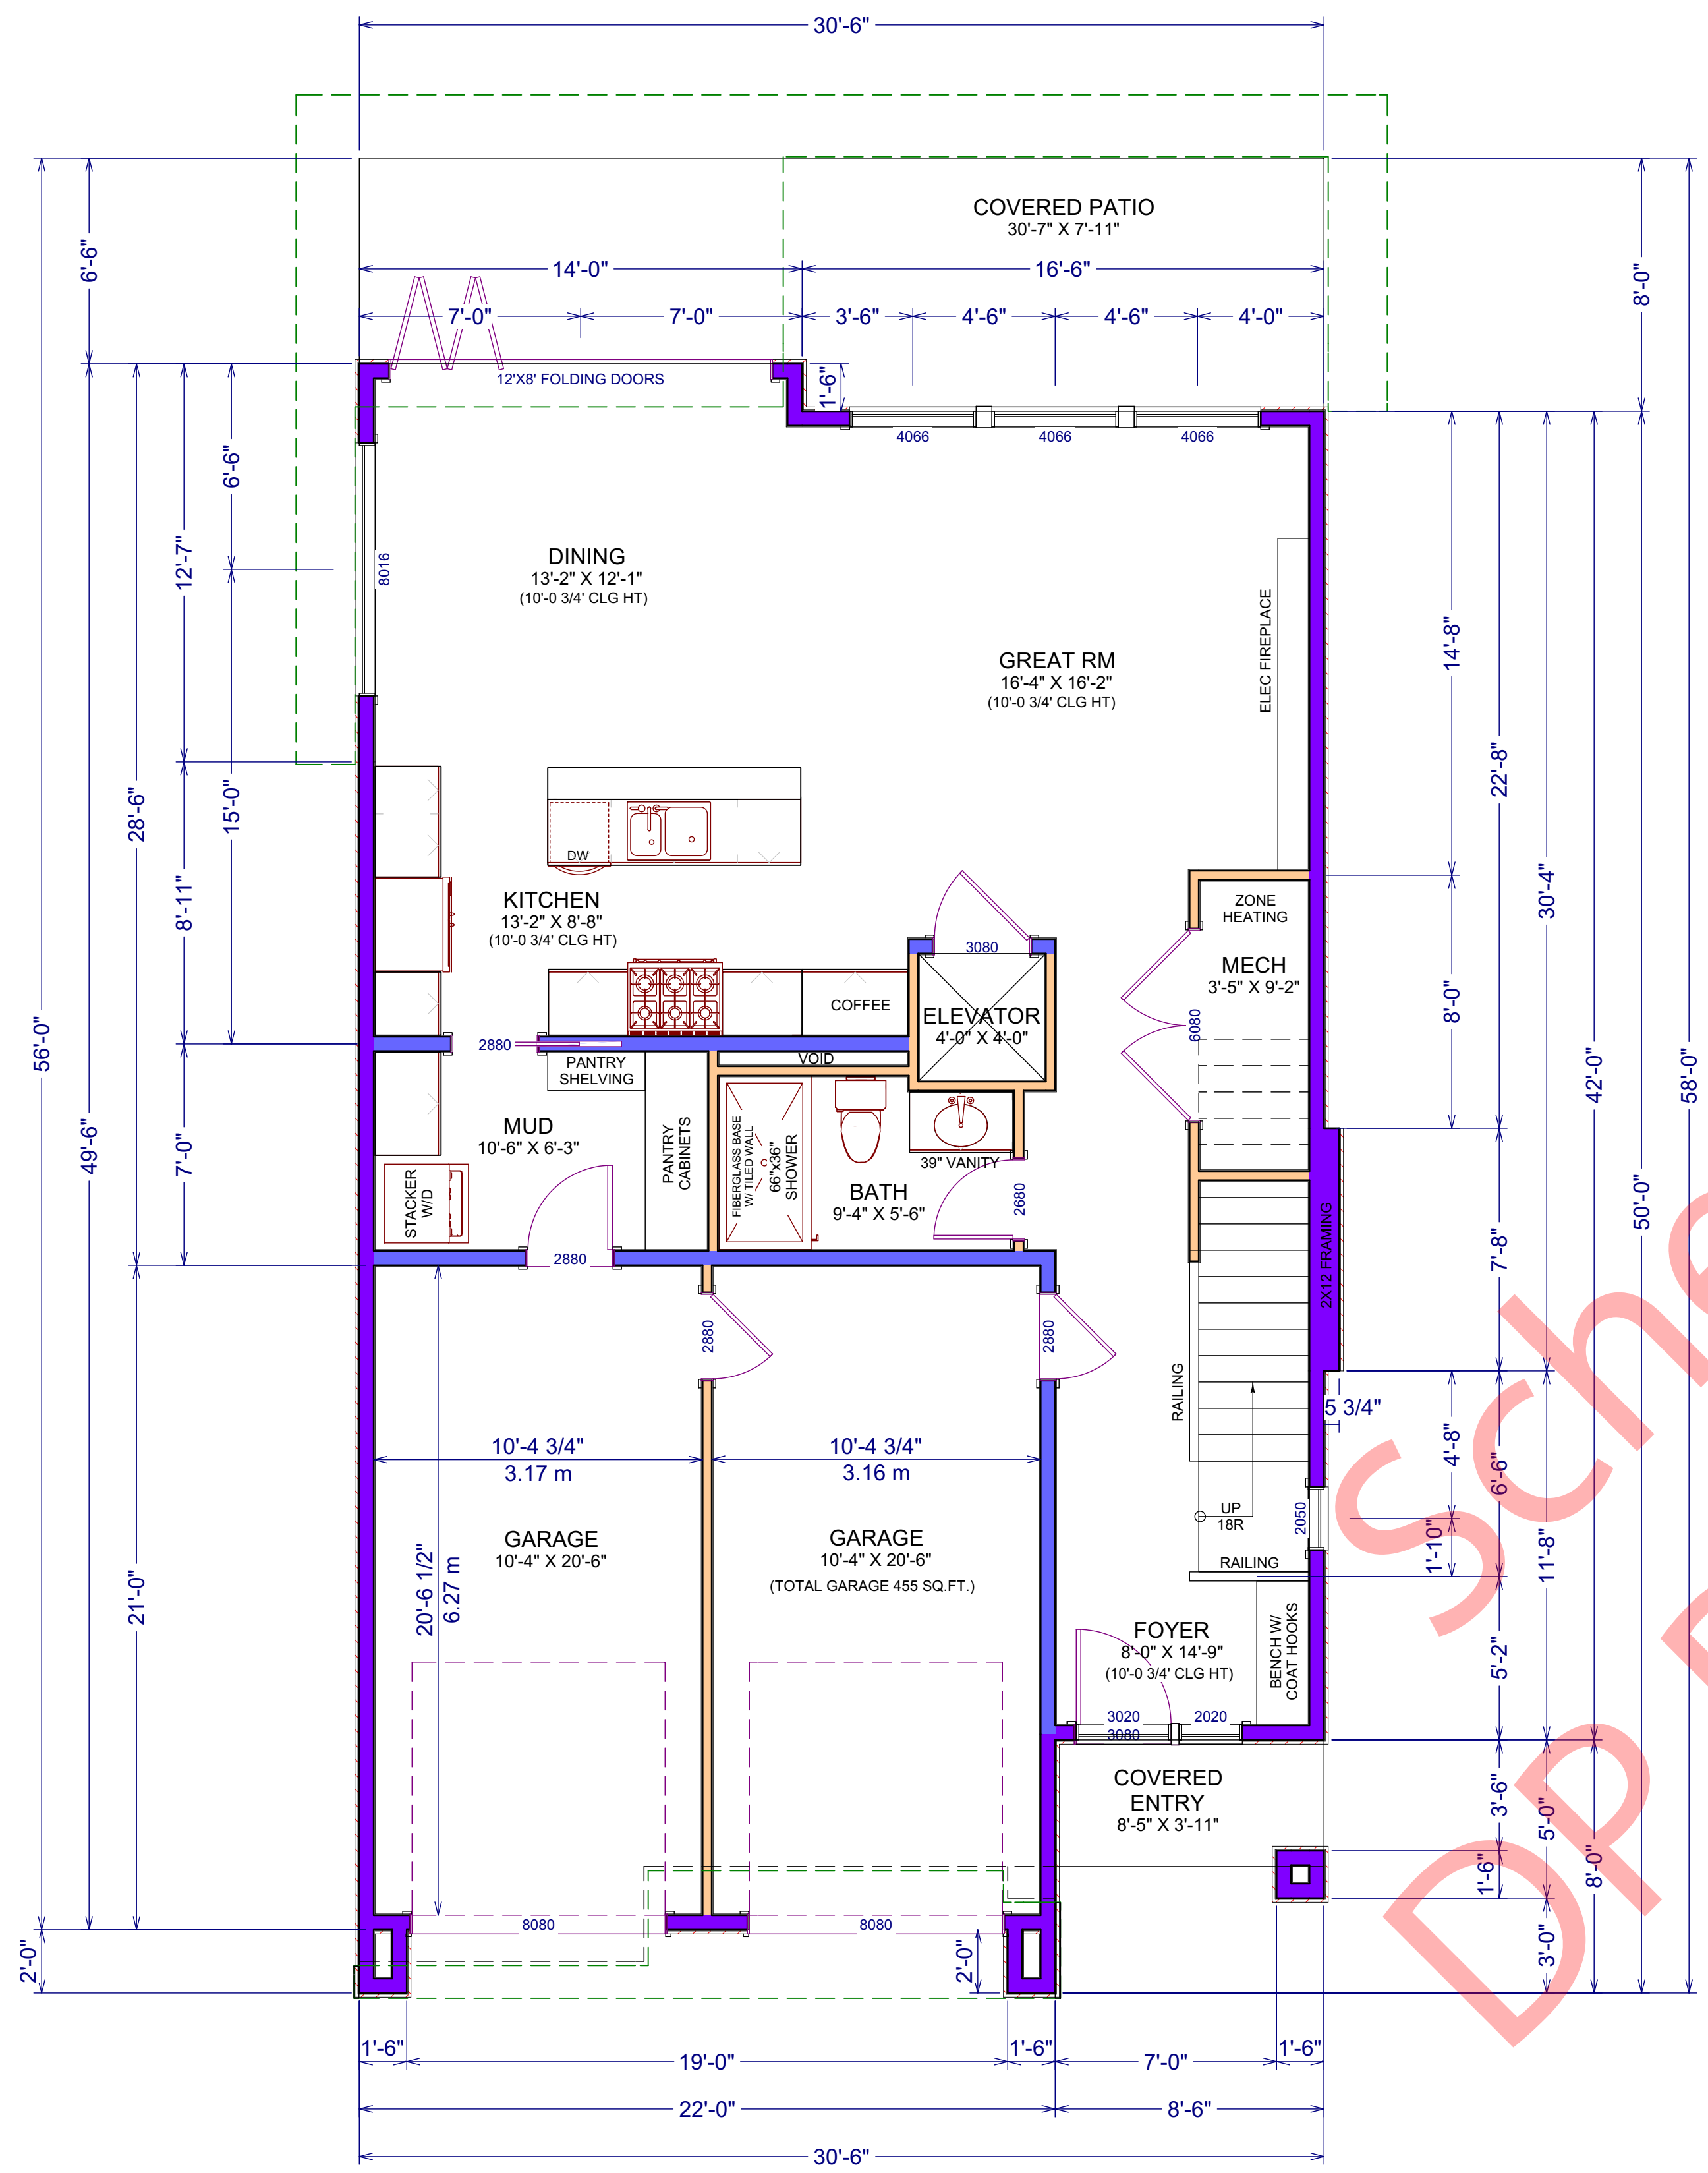 30'-6"
COVERED PATIO
30'-7" X 7'-11"
6'-6"
8'-0"
14'-0"
16'-6"
7'-0"
7'-0"
3'-6"
4'-6"
4'-6"
4'-0"
12'X8' FOLDING DOORS
1'-6"
4066
4066
4066
6'-6"
12'-7"
8016
DINING
13'-2" X 12'-1"
(10'-0 3/4' CLG HT)
ELEC FIREPLACE
14'-8"
GREAT RM
16'-4" X 16'-2"
(10'-0 3/4' CLG HT)
22'-8"
28'-6"
15'-0"
DW
8'-11"
KITCHEN
13'-2" X 8'-8"
(10'-0 3/4' CLG HT)
30'-4"
ZONE
HEATING
3080
MECH
3'-5" X 9'-2"
COFFEE
ELEVATOR
4'-0" X 4'-0"
8'-0"
6080
56'-0"
2880
VOID
PANTRY
SHELVING
42'-0"
58'-0"
49'-6"
7'-0"
MUD
10'-6" X 6'-3"
PANTRY
CABINETS
FIBERGLASS BASE
W/ TILED WALL
66"x36"
SHOWER
39" VANITY
BATH
9'-4" X 5'-6"
2680
STACKER
W/D
50'-0"
7'-8"
2X12 FRAMING
2880
2880
2880
RAILING
5 3/4"
4'-8"
6'-6"
10'-4 3/4"
3.17 m
10'-4 3/4"
3.16 m
UP
18R
2050
GARAGE
10'-4" X 20'-6"
GARAGE
10'-4" X 20'-6"
(TOTAL GARAGE 455 SQ.FT.)
20'-6 1/2"
6.27 m
RAILING
1'-10"
11'-8"
21'-0"
FOYER
8'-0" X 14'-9"
(10'-0 3/4' CLG HT)
BENCH W/
COAT HOOKS
5'-2"
3020
2020
3080
COVERED
ENTRY
8'-5" X 3'-11"
3'-6"
5'-0"
1'-6"
8'-0"
8080
8080
2'-0"
2'-0"
3'-0"
1'-6"
19'-0"
1'-6"
7'-0"
1'-6"
22'-0"
8'-6"
30'-6"
Sche
DP